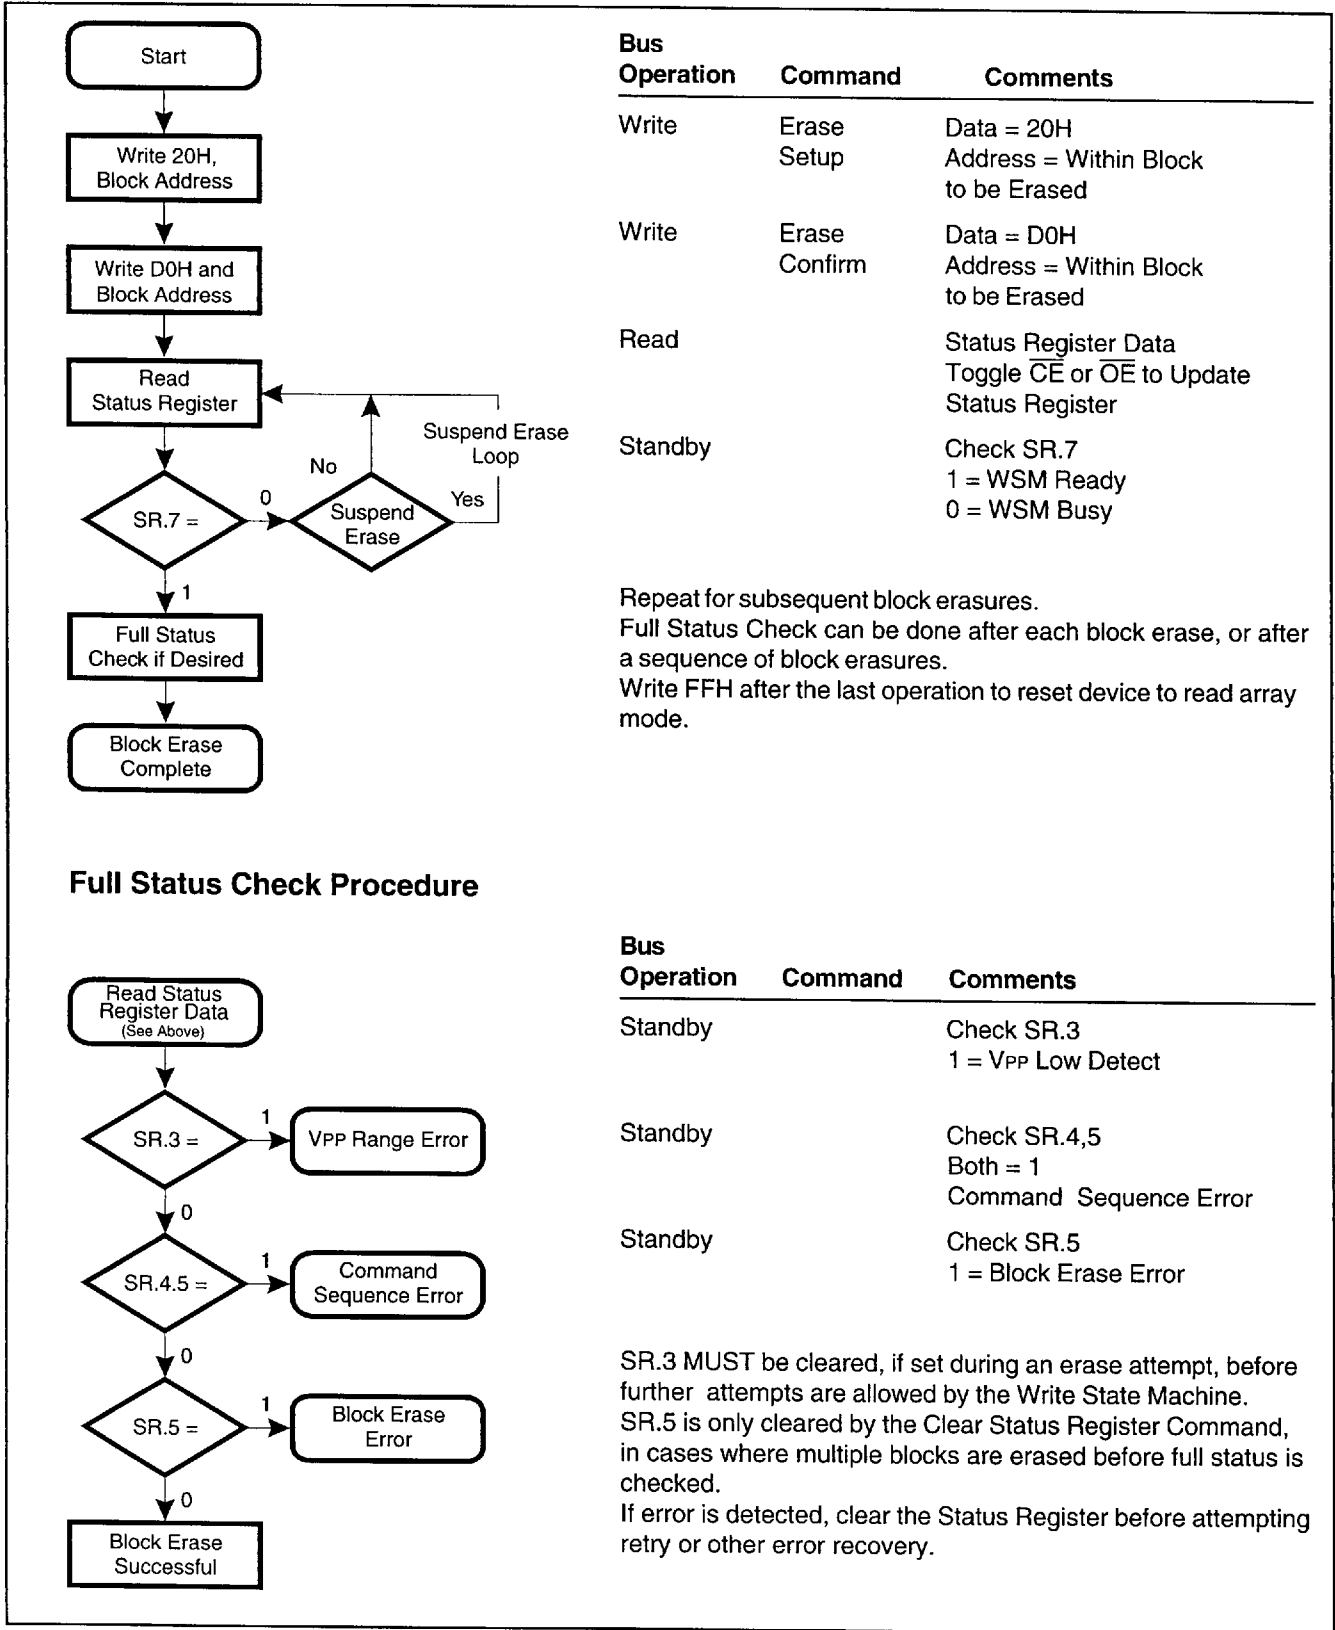 Start
Write 20H,
Block Address
Write D0H and
Block Address
Read
Status Register
Suspend Erase
Loop
No
Yes
0
SR.7 =
Suspend
Erase
1
Full Status
Check if Desired
Block Erase
Complete
Bus
Operation Command Comments
Write Erase Data = 20H
Setup Address = Within Block
to be Erased
Write Erase Data = D0H
Confirm Address = Within Block
to be Erased
Read Status Register Data
Toggle C̅E̅ or O̅E̅ to Update
Status Register
Standby Check SR.7
1 = WSM Ready
0 = WSM Busy
Repeat for subsequent block erasures.
Full Status Check can be done after each block erase, or after
a sequence of block erasures.
Write FFH after the last operation to reset device to read array
mode.
Full Status Check Procedure
Read Status
Register Data
(See Above)
SR.3 =
1
VPP Range Error
0
SR.4.5 =
1
Command
Sequence Error
0
SR.5 =
1
Block Erase
Error
0
Block Erase
Successful
Bus
Operation Command Comments
Standby Check SR.3
1 = VPP Low Detect
Standby Check SR.4,5
Both = 1
Command Sequence Error
Standby Check SR.5
1 = Block Erase Error
SR.3 MUST be cleared, if set during an erase attempt, before
further attempts are allowed by the Write State Machine.
SR.5 is only cleared by the Clear Status Register Command,
in cases where multiple blocks are erased before full status is
checked.
If error is detected, clear the Status Register before attempting
retry or other error recovery.